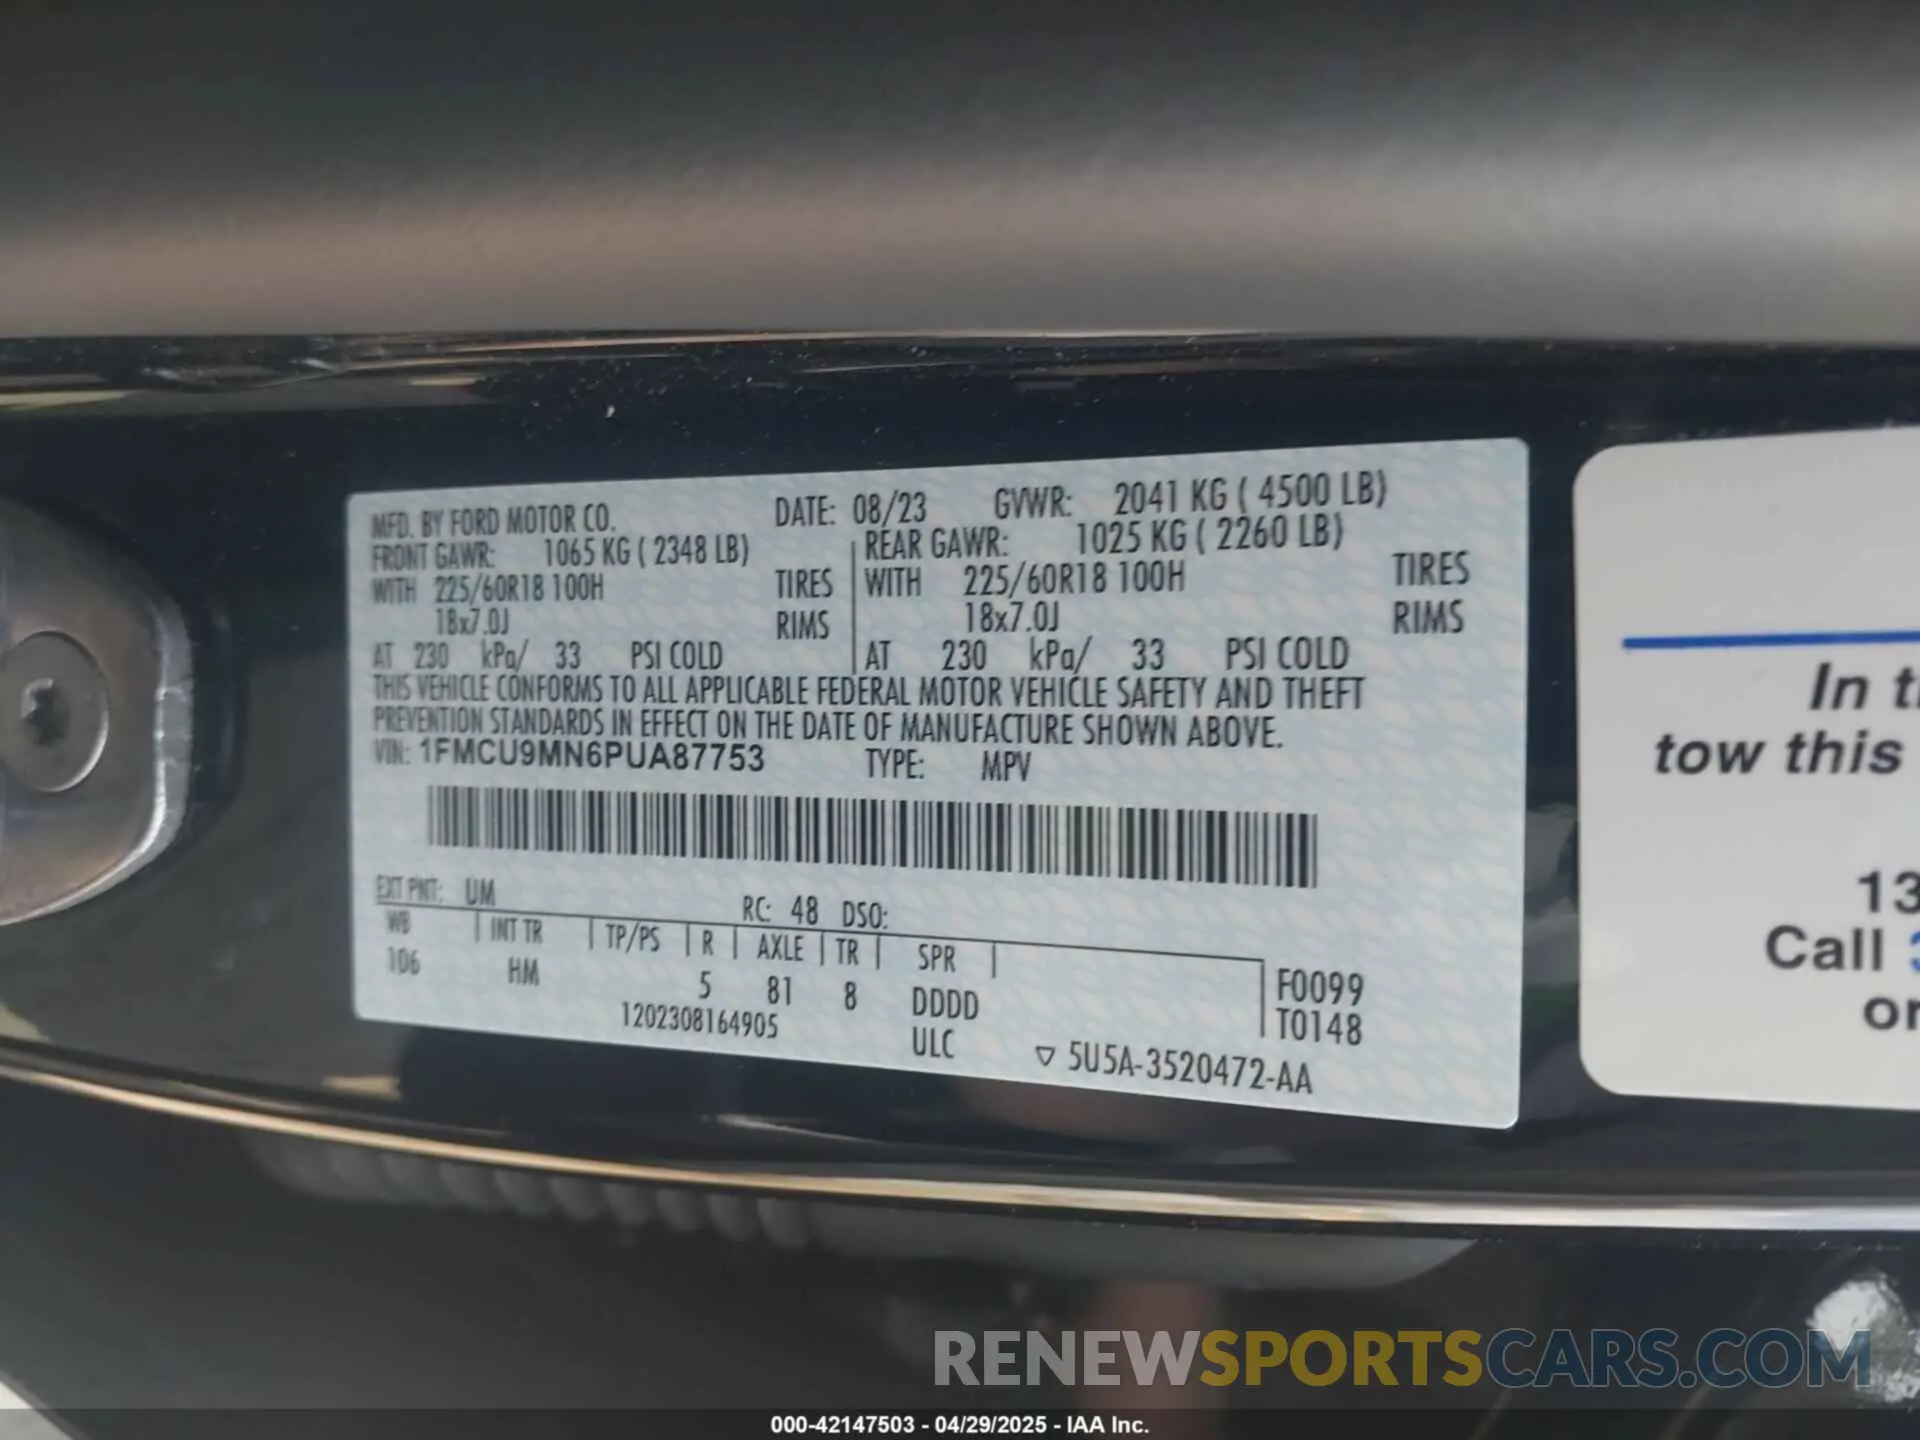 MFD. BY FORD MOTOR CO. DATE: 08/23 GVWR: 2041 KG ( 4500 LB)
FRONT GAWR: 1065 KG ( 2348 LB) REAR GAWR: 1025 KG ( 2260 LB)
WITH 225/60R18 100H TIRES WITH 225/60R18 100H TIRES
18x7.0J RIMS 18x7.0J RIMS
AT 230 kPa/ 33 PSI COLD AT 230 kPa/ 33 PSI COLD
THIS VEHICLE CONFORMS TO ALL APPLICABLE FEDERAL MOTOR VEHICLE SAFETY AND THEFT
PREVENTION STANDARDS IN EFFECT ON THE DATE OF MANUFACTURE SHOWN ABOVE.
VIN: 1FMCU9MN6PUA87753 TYPE: MPV
EXT PNT: UM RC: 48 DSO:
WB INT TR TP/PS R AXLE TR SPR
106 HM 5 81 8 DDDD F0099
1202308164905 ULC T0148
▽ 5U5A-3520472-AA
In t
tow this
13
Call
or
RENEWSPORTSCARS.COM
000-42147503 - 04/29/2025 - IAA Inc.